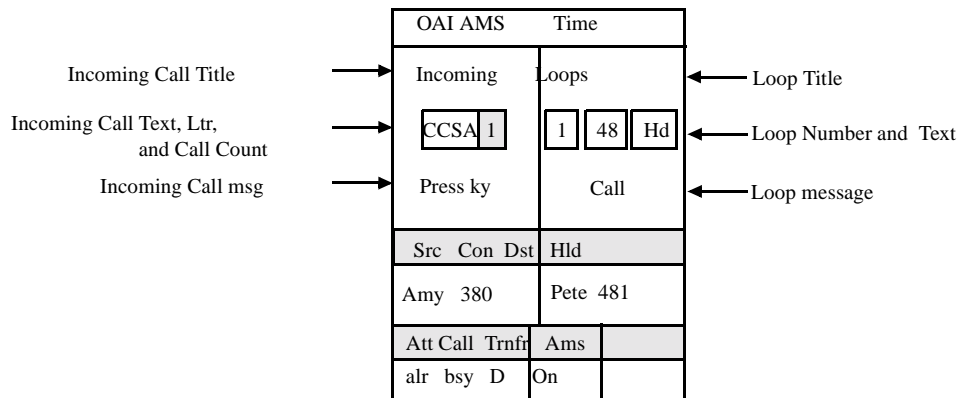 OAI AMS Time
Incoming Call Title Incoming Loops Loop Title
Incoming Call Text, Ltr, and Call Count CCSA 1 1 48 Hd Loop Number and Text
Incoming Call msg Press ky Call Loop message
Src Con Dst Hld
Amy 380 Pete 481
Att Call Trnfr Ams
alr bsy D On